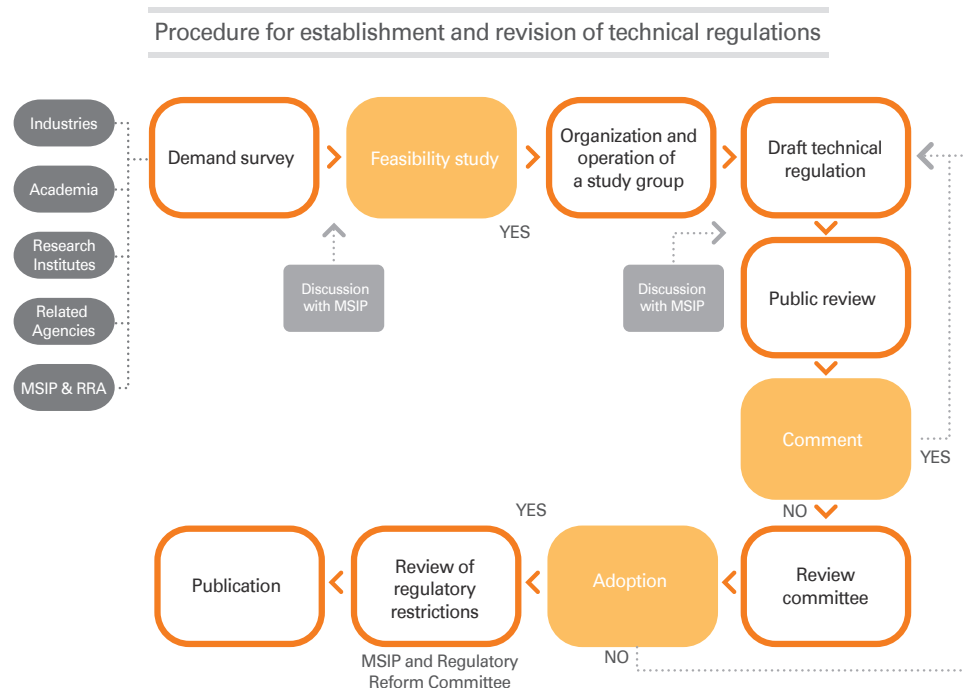 Procedure for establishment and revision of technical regulations
Industries
Academia
Research
Institutes
Related
Agencies
MSIP & RRA
Demand survey
Feasibility study
YES
Organization and
operation of
a study group
Draft technical
regulation
Discussion
with MSIP
Discussion
with MSIP
Public review
Comment
YES
NO
Review
committee
Adoption
YES
NO
Review of
regulatory
restrictions
MSIP and Regulatory
Reform Committee
Publication